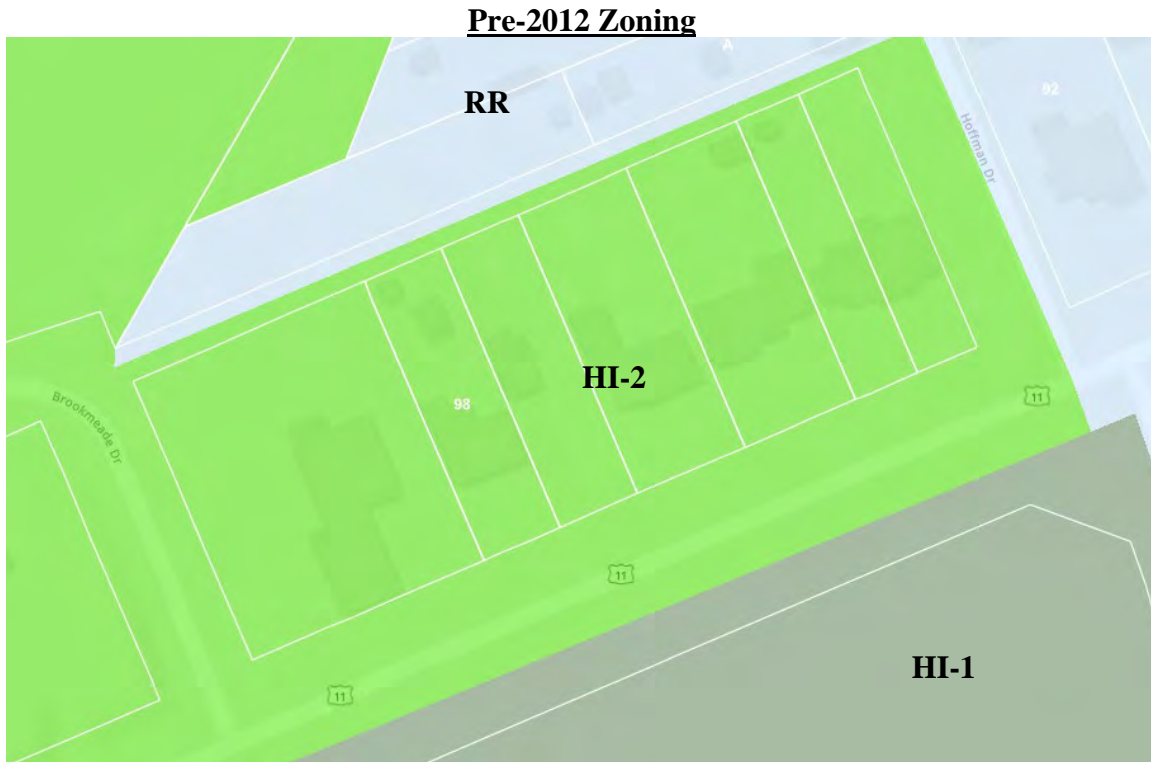 Pre-2012 Zoning
A
RR
92
Hoffman Dr
HI-2
11
Brookmeade Dr
98
11
HI-1
11